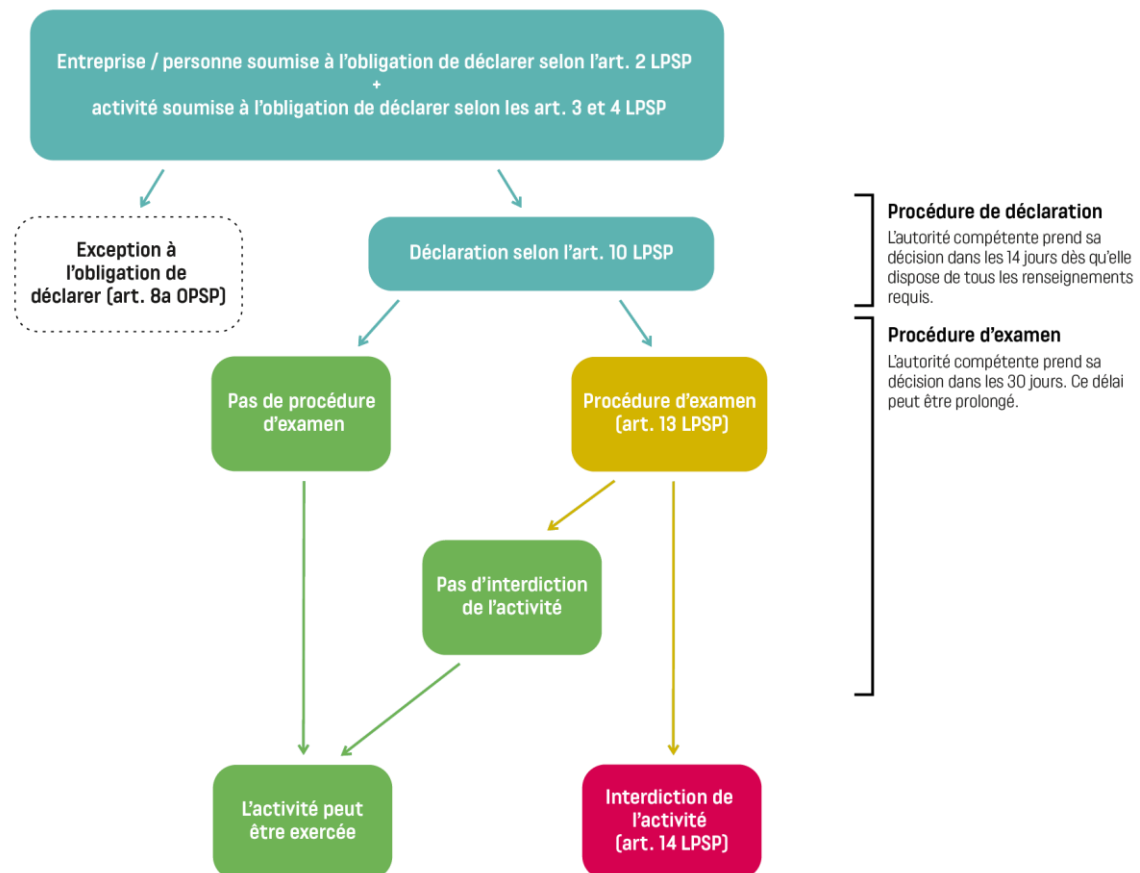 Entreprise / personne soumise à l'obligation de déclarer selon l'art. 2 LPSP
+
activité soumise à l'obligation de déclarer selon les art. 3 et 4 LPSP
Exception à
l'obligation de
déclarer (art. 8a OPSP)
Déclaration selon l'art. 10 LPSP
Procédure de déclaration
L'autorité compétente prend sa
décision dans les 14 jours dès qu'elle
dispose de tous les renseignements
requis.
Pas de procédure
d'examen
Procédure d'examen
(art. 13 LPSP)
Procédure d'examen
L'autorité compétente prend sa
décision dans les 30 jours. Ce délai
peut être prolongé.
Pas d'interdiction
de l'activité
L'activité peut
être exercée
Interdiction de
l'activité
(art. 14 LPSP)